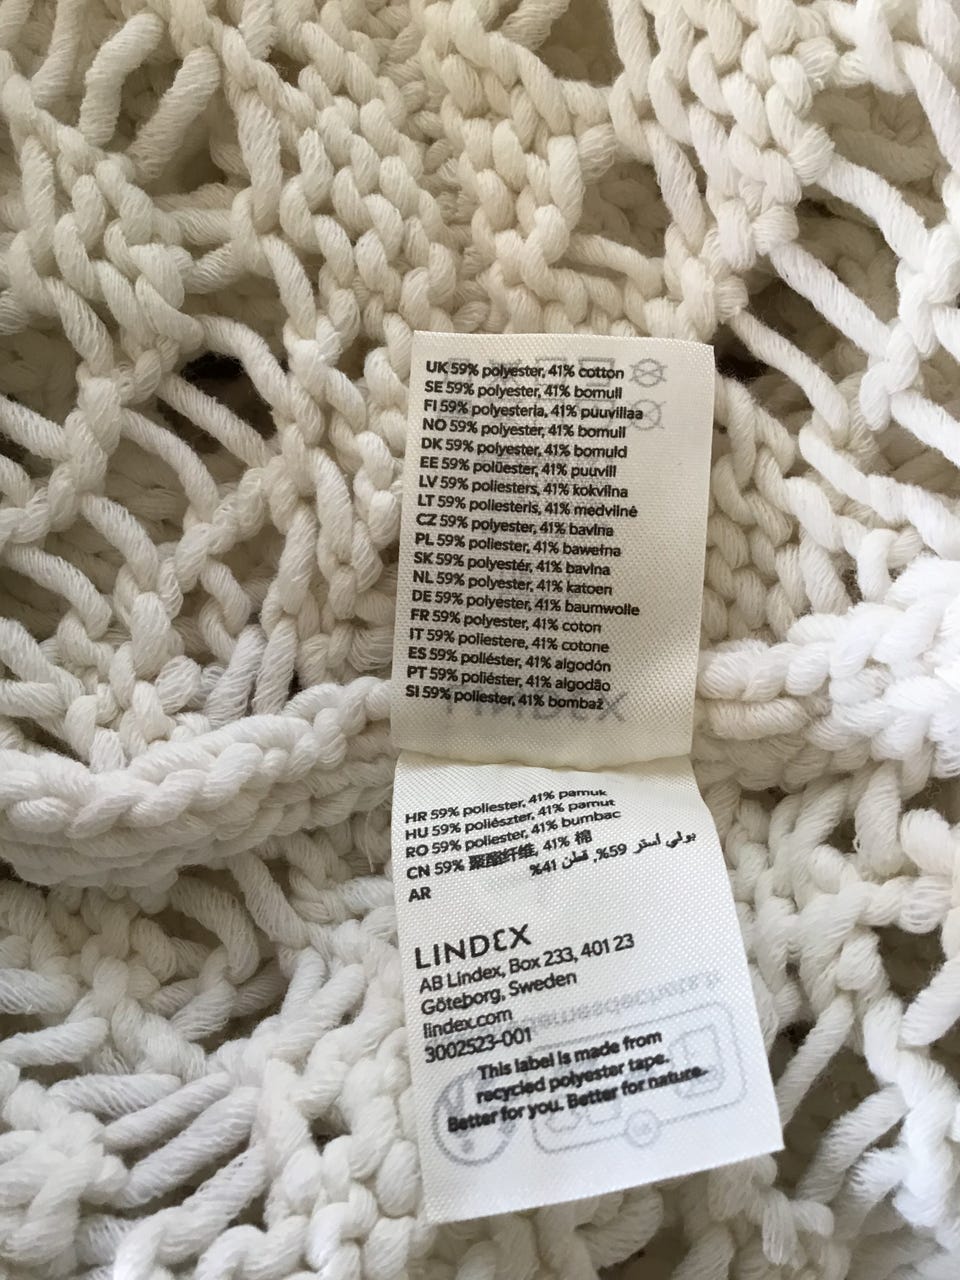 UK 59% polyester, 41% cotton
SE 59% polyester, 41% bomull
FI 59% polyesteria, 41% puuvillaa
NO 59% polyester, 41% bomull
DK 59% polyester, 41% bomuld
EE 59% polüester, 41% puuvill
LV 59% poliesters, 41% kokvilna
LT 59% poliesteris, 41% medvilnė
CZ 59% polyester, 41% bavlna
PL 59% poliester, 41% bawełna
SK 59% polyestér, 41% bavlna
NL 59% polyester, 41% katoen
DE 59% polyester, 41% baumwolle
FR 59% polyester, 41% coton
IT 59% poliestere, 41% cotone
ES 59% poliéster, 41% algodón
PT 59% poliéster, 41% algodão
SI 59% poliester, 41% bombaž
HR 59% poliester, 41% pamuk
HU 59% poliészter, 41% pamut
RO 59% poliester, 41% bumbac
CN 59% 聚酯纤维, 41% 棉
AR بولي أستر 59%, قطن 41%
LINDEX
AB Lindex, Box 233, 401 23
Göteborg, Sweden
lindex.com
3002523-001
This label is made from
recycled polyester tape.
Better for you. Better for nature.